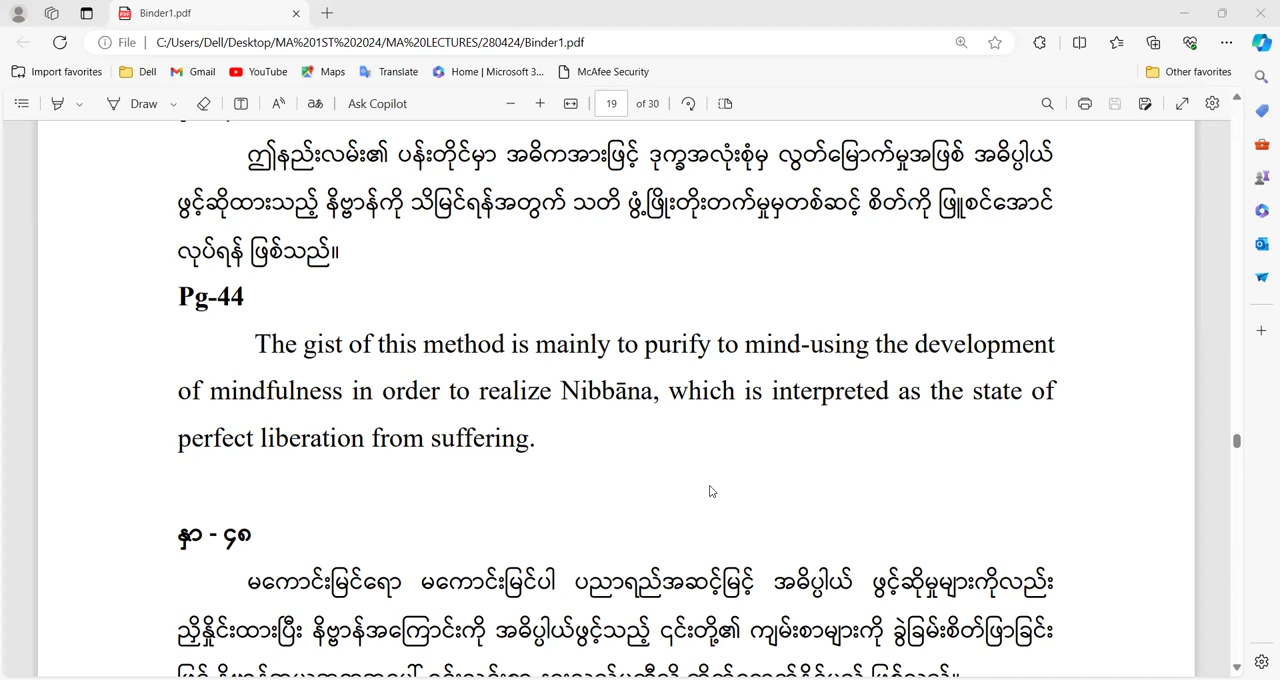 Binder1.pdf
File
C:/Users/Dell/Desktop/MA%201ST%202024/MA%20LECTURES/280424/Binder1.pdf
Import favorites Dell Gmail YouTube Maps Translate Home | Microsoft 3... McAfee Security Other favorites
Draw Ask Copilot 19 of 30
ဤနည်းလမ်း၏ ပန်းတိုင်မှာ အဓိကအားဖြင့် ဒုက္ခအလုံးစုံမှ လွတ်မြောက်မှုအဖြစ် အဓိပ္ပါယ်
ဖွင့်ဆိုထားသည့် နိဗ္ဗာန်ကို သိမြင်ရန်အတွက် သတိ ဖွံ့ဖြိုးတိုးတက်မှုမှတစ်ဆင့် စိတ်ကို ဖြူစင်အောင်
လုပ်ရန် ဖြစ်သည်။
Pg-44
The gist of this method is mainly to purify to mind-using the development
of mindfulness in order to realize Nibbāna, which is interpreted as the state of
perfect liberation from suffering.
နှာ - ၄၈
မကောင်းမြင်ရော မကောင်းမြင်ပါ ပညာရည်အဆင့်မြင့် အဓိပ္ပါယ် ဖွင့်ဆိုမှုများကိုလည်း
ညှိနှိုင်းထားပြီး နိဗ္ဗာန်အကြောင်းကို အဓိပ္ပါယ်ဖွင့်သည့် ၎င်းတို့၏ ကျမ်းစာများကို ခွဲခြမ်းစိတ်ဖြာခြင်း